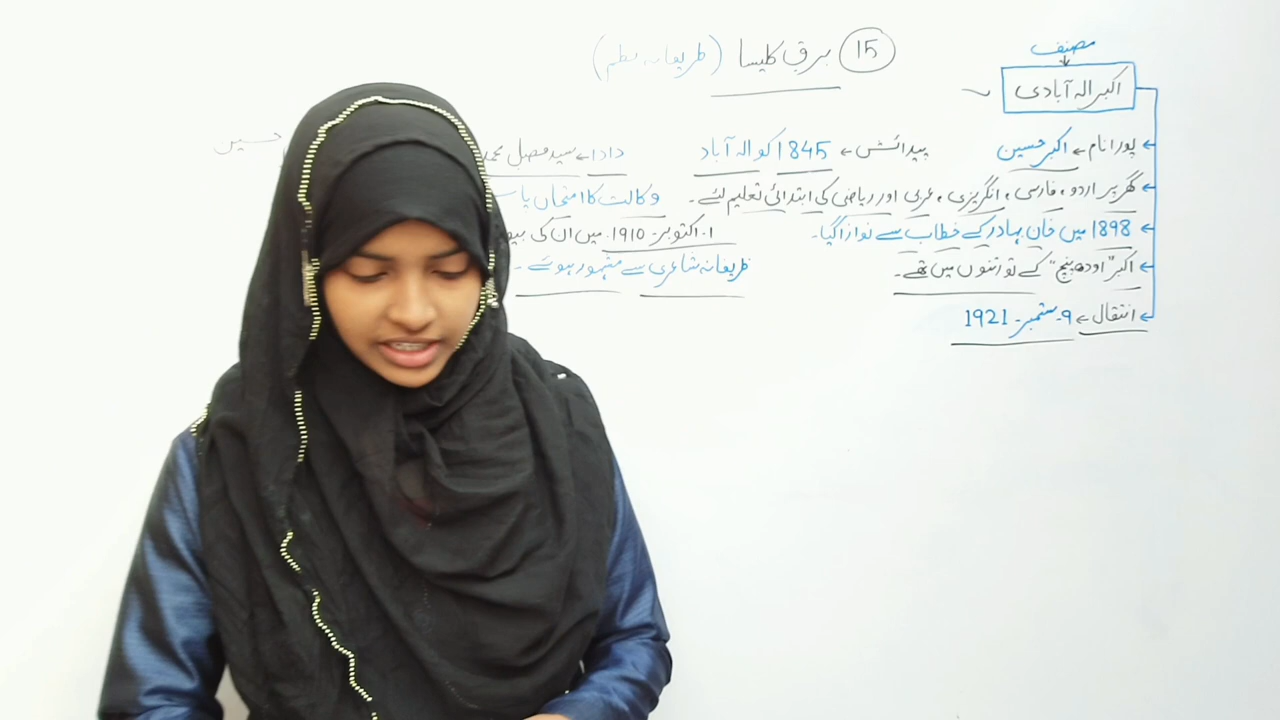 15 برقِ کلیسا (ظریفانہ نظم)
مصنف
اکبر الہ آبادی
پورا نام ← اکبر حسین پیدائش ← 1845 کو الہ آباد دادا ← سید فضل محمد
گھر پر اردو، فارسی، انگریزی، عربی اور ریاضی کی ابتدائی تعلیم لئے۔ وکالت کا امتحان پاس
1898 میں خان بہادر کے خطاب سے نوازا گیا۔ 1۔اکتوبر۔1910 میں ان کی
اکبر "اودھ پنچ" کے نورتنوں میں تھے۔ ظریفانہ شاعری سے مشہور ہوئے۔
انتقال ← 9۔ستمبر۔1921